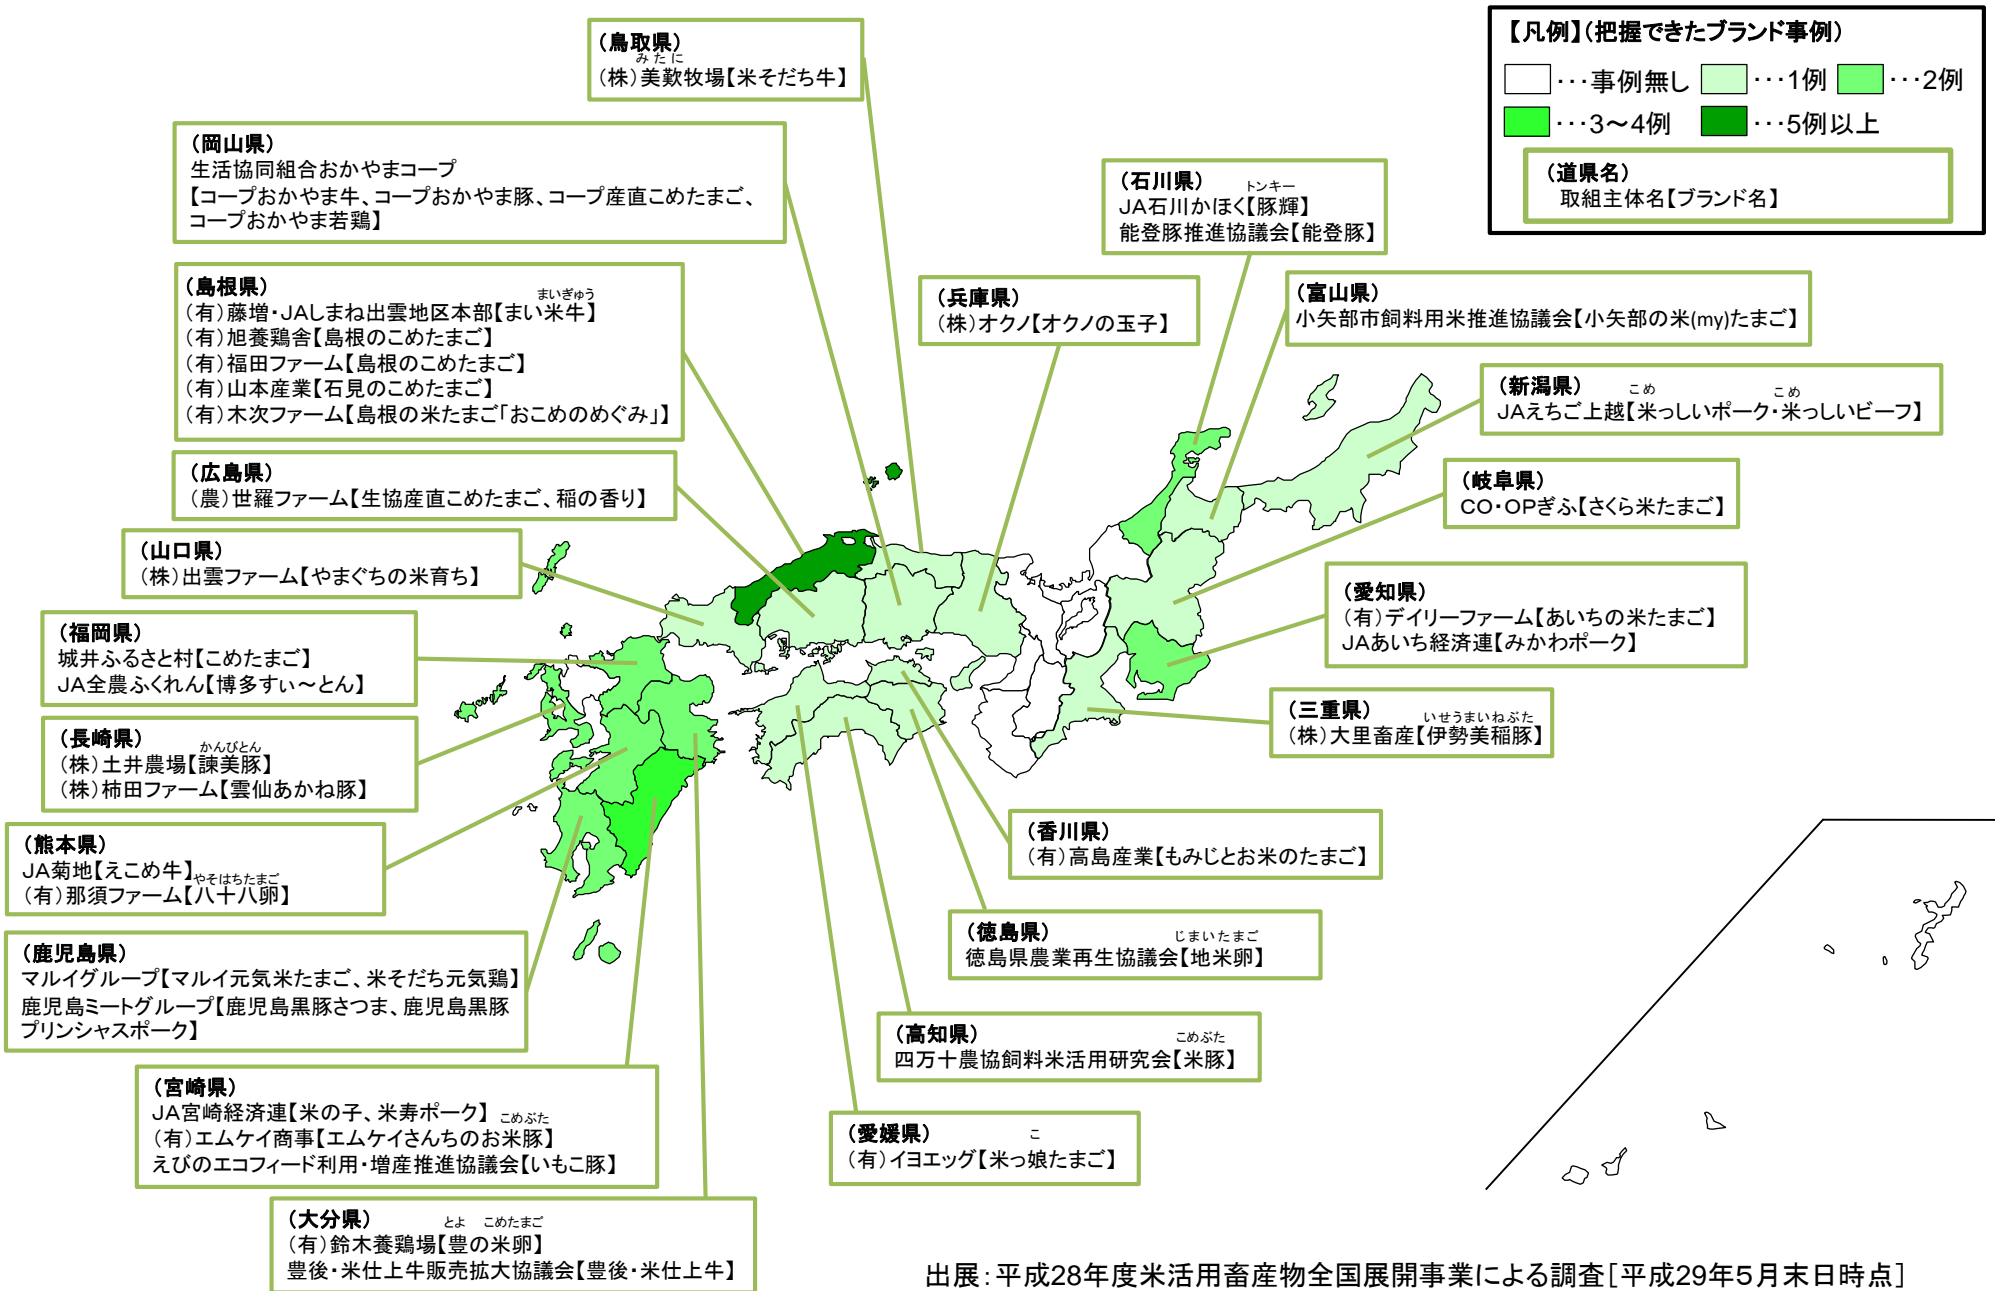 (鳥取県)
みたに
(株)美歎牧場【米そだち牛】
【凡例】(把握できたブランド事例)
･･･事例無し ･･･1例 ･･･2例
･･･3～4例 ･･･5例以上
(道県名)
取組主体名【ブランド名】
(岡山県)
生活協同組合おかやまコープ
【コープおかやま牛、コープおかやま豚、コープ産直こめたまご、
コープおかやま若鶏】
(石川県)
トンキー
JA石川かほく【豚輝】
能登豚推進協議会【能登豚】
(島根県)
まいぎゅう
(有)藤増・JAしまね出雲地区本部【まい米牛】
(有)旭養鶏舎【島根のこめたまご】
(有)福田ファーム【島根のこめたまご】
(有)山本産業【石見のこめたまご】
(有)木次ファーム【島根の米たまご「おこめのめぐみ」】
(兵庫県)
(株)オクノ【オクノの玉子】
(富山県)
小矢部市飼料用米推進協議会【小矢部の米(my)たまご】
(新潟県)
こめ こめ
JAえちご上越【米っしいポーク・米っしいビーフ】
(広島県)
(農)世羅ファーム【生協産直こめたまご、稲の香り】
(岐阜県)
CO・OPぎふ【さくら米たまご】
(山口県)
(株)出雲ファーム【やまぐちの米育ち】
(愛知県)
(有)デイリーファーム【あいちの米たまご】
JAあいち経済連【みかわポーク】
(福岡県)
城井ふるさと村【こめたまご】
JA全農ふくれん【博多すぃ～とん】
(三重県)
いせうまいねぶた
(株)大里畜産【伊勢美稲豚】
(長崎県)
かんびとん
(株)土井農場【諫美豚】
(株)柿田ファーム【雲仙あかね豚】
(香川県)
(有)高島産業【もみじとお米のたまご】
(熊本県)
JA菊地【えこめ牛】
やそはちたまご
(有)那須ファーム【八十八卵】
(徳島県)
じまいたまご
徳島県農業再生協議会【地米卵】
(鹿児島県)
マルイグループ【マルイ元気米たまご、米そだち元気鶏】
鹿児島ミートグループ【鹿児島黒豚さつま、鹿児島黒豚
プリンシャスポーク】
(高知県)
こめぶた
四万十農協飼料米活用研究会【米豚】
(宮崎県)
JA宮崎経済連【米の子、米寿ポーク】
こめぶた
(有)エムケイ商事【エムケイさんちのお米豚】
えびのエコフィード利用・増産推進協議会【いもこ豚】
(愛媛県)
こ
(有)イヨエッグ【米っ娘たまご】
(大分県)
とよ こめたまご
(有)鈴木養鶏場【豊の米卵】
豊後・米仕上牛販売拡大協議会【豊後・米仕上牛】
出展：平成28年度米活用畜産物全国展開事業による調査［平成29年5月末日時点］